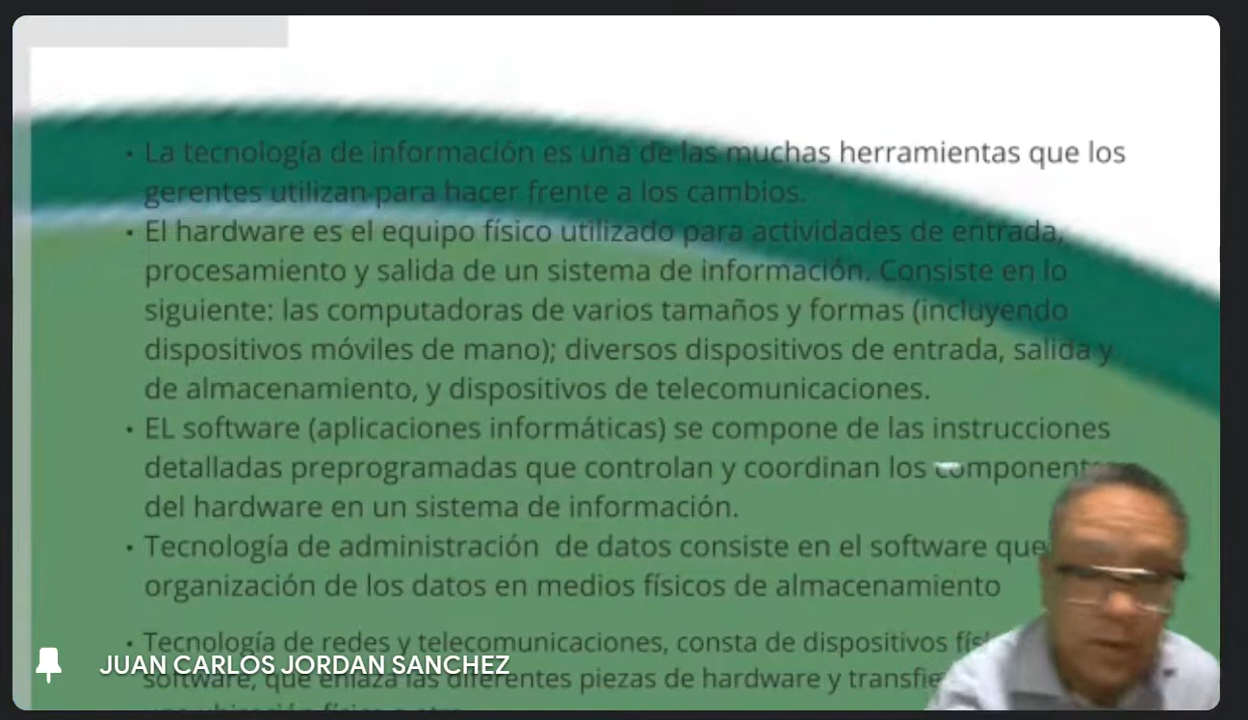 • La tecnología de información es una de las muchas herramientas que los
gerentes utilizan para hacer frente a los cambios.
• El hardware es el equipo físico utilizado para actividades de entrada,
procesamiento y salida de un sistema de información. Consiste en lo
siguiente: las computadoras de varios tamaños y formas (incluyendo
dispositivos móviles de mano); diversos dispositivos de entrada, salida y
de almacenamiento, y dispositivos de telecomunicaciones.
• EL software (aplicaciones informáticas) se compone de las instrucciones
detalladas preprogramadas que controlan y coordinan los
del hardware en un sistema de información.
• Tecnología de administración de datos consiste en el software que
organización de los datos en medios físicos de almacenamiento
• Tecnología de redes y telecomunicaciones, consta de dispositivos
JUAN CARLOS JORDAN SANCHEZ
software, que enlaza las diferentes piezas de hardware y